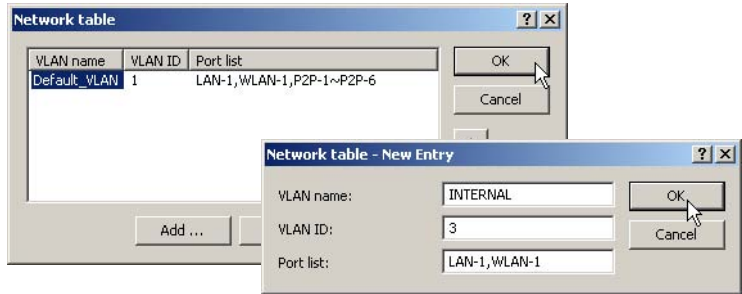 Network table
VLAN name VLAN ID Port list
Default_VLAN 1 LAN-1,WLAN-1,P2P-1~P2P-6
OK
Cancel
Add ...
Network table - New Entry
VLAN name: INTERNAL
VLAN ID: 3
Port list: LAN-1,WLAN-1
OK
Cancel